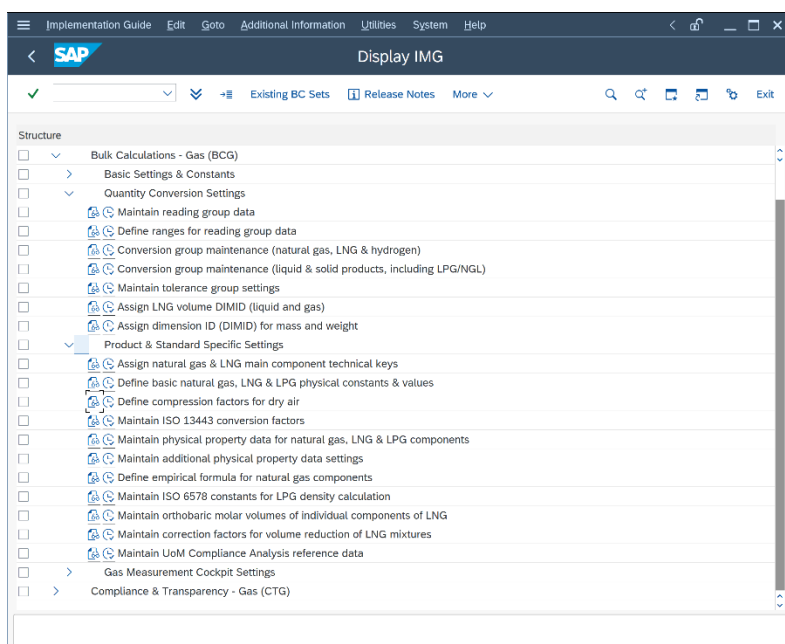 Implementation Guide Edit Goto Additional Information Utilities System Help
SAP Display IMG
Existing BC Sets Release Notes More Exit
Structure
Bulk Calculations - Gas (BCG)
Basic Settings & Constants
Quantity Conversion Settings
Maintain reading group data
Define ranges for reading group data
Conversion group maintenance (natural gas, LNG & hydrogen)
Conversion group maintenance (liquid & solid products, including LPG/NGL)
Maintain tolerance group settings
Assign LNG volume DIMID (liquid and gas)
Assign dimension ID (DIMID) for mass and weight
Product & Standard Specific Settings
Assign natural gas & LNG main component technical keys
Define basic natural gas, LNG & LPG physical constants & values
Define compression factors for dry air
Maintain ISO 13443 conversion factors
Maintain physical property data for natural gas, LNG & LPG components
Maintain additional physical property data settings
Define empirical formula for natural gas components
Maintain ISO 6578 constants for LPG density calculation
Maintain orthobaric molar volumes of individual components of LNG
Maintain correction factors for volume reduction of LNG mixtures
Maintain UoM Compliance Analysis reference data
Gas Measurement Cockpit Settings
Compliance & Transparency - Gas (CTG)